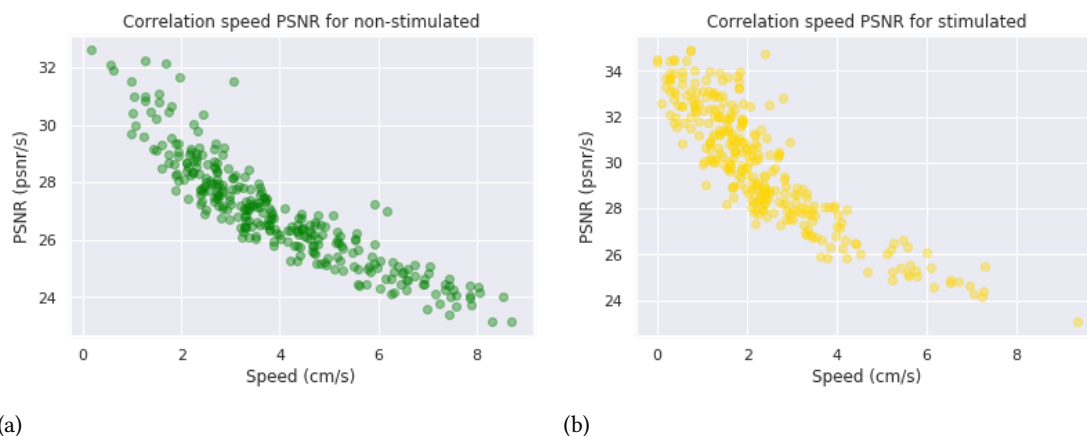 Correlation speed PSNR for non-stimulated
32
30
28
26
24
PSNR (psnr/s)
0 2 4 6 8
Speed (cm/s)
(a)
Correlation speed PSNR for stimulated
34
32
30
28
26
24
PSNR (psnr/s)
0 2 4 6 8
Speed (cm/s)
(b)